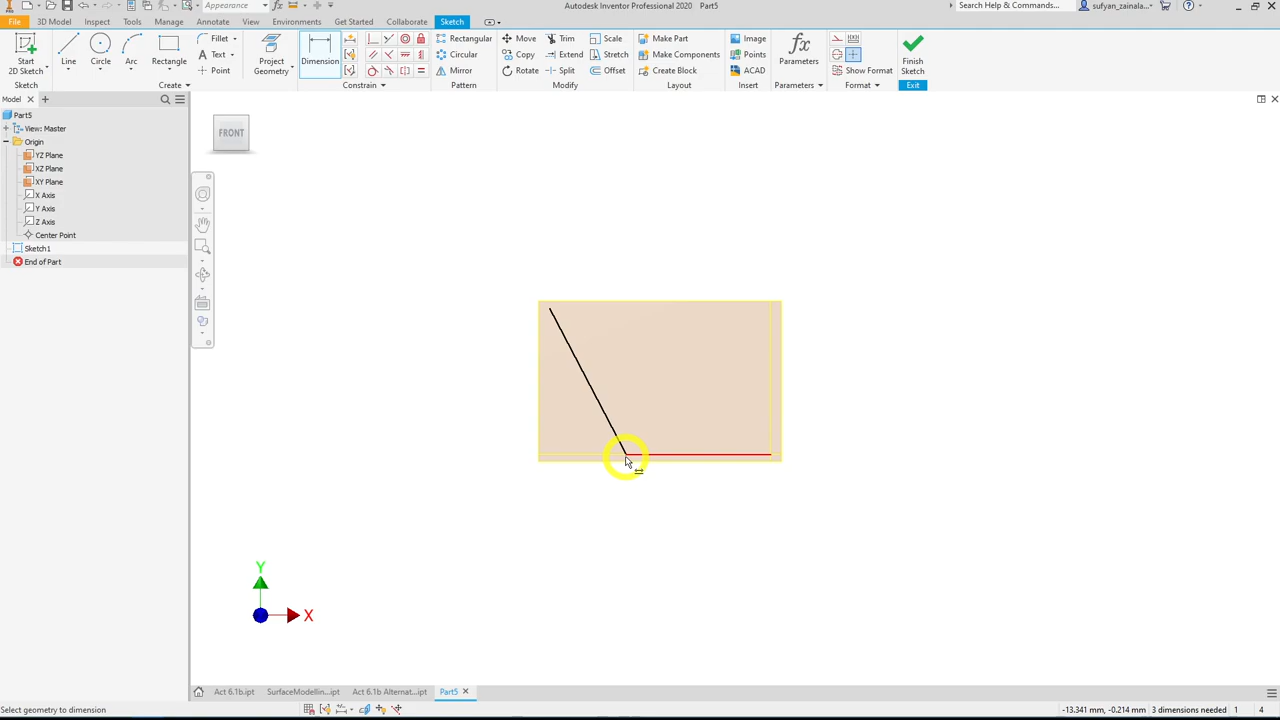 Appearance
Autodesk Inventor Professional 2020 Part5
Search Help & Commands...
sufyan_zainala...
File 3D Model Inspect Tools Manage Annotate View Environments Get Started Collaborate Sketch
Start 2D Sketch Line Circle Arc Rectangle Fillet Text Point Project Geometry Dimension Rectangular Circular Mirror Move Copy Rotate Trim Extend Split Scale Stretch Offset Make Part Make Components Create Block Image Points ACAD Parameters Show Format Finish Sketch
Sketch Create Constrain Pattern Modify Layout Insert Parameters Format Exit
Model
Part5
View: Master
Origin
YZ Plane
XZ Plane
XY Plane
X Axis
Y Axis
Z Axis
Center Point
Sketch1
End of Part
FRONT
Y
X
Act 6.1b.ipt SurfaceModellin...ipt Act 6.1b Alternat...ipt Part5
Select geometry to dimension
-13.341 mm, -0.214 mm 3 dimensions needed 1 4